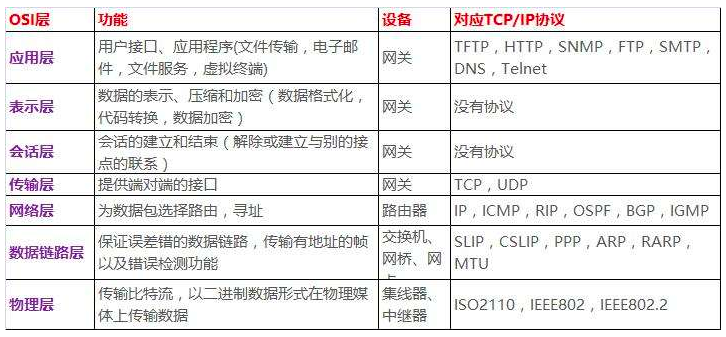 OSI层 功能 设备 对应TCP/IP协议
应用层 用户接口、应用程序(文件传输，电子邮件，文件服务，虚拟终端) 网关 TFTP，HTTP，SNMP，FTP，SMTP，DNS，Telnet
表示层 数据的表示、压缩和加密（数据格式化，代码转换，数据加密） 网关 没有协议
会话层 会话的建立和结束（解除或建立与别的接点的联系） 网关 没有协议
传输层 提供端对端的接口 网关 TCP，UDP
网络层 为数据包选择路由，寻址 路由器 IP，ICMP，RIP，OSPF，BGP，IGMP
数据链路层 保证误差错的数据链路，传输有地址的帧以及错误检测功能 交换机、网桥、网 SLIP，CSLIP，PPP，ARP，RARP，MTU
物理层 传输比特流，以二进制数据形式在物理媒体上传输数据 集线器、中继器 ISO2110，IEEE802，IEEE802.2